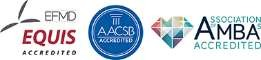 EFMD
EQUIS
ACCREDITED
AACSB
ACCREDITED
ASSOCIATION
AMBA'S
ACCREDITED